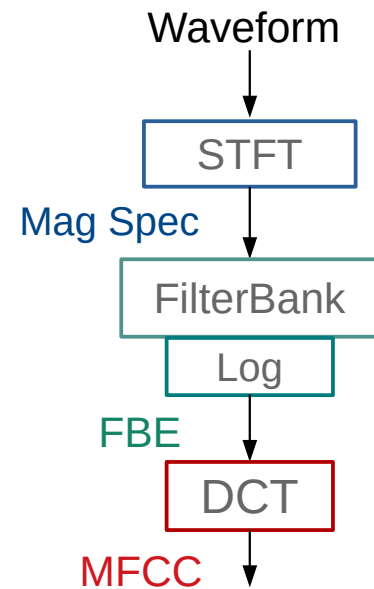 Waveform
STFT
Mag Spec
FilterBank
Log
FBE
DCT
MFCC